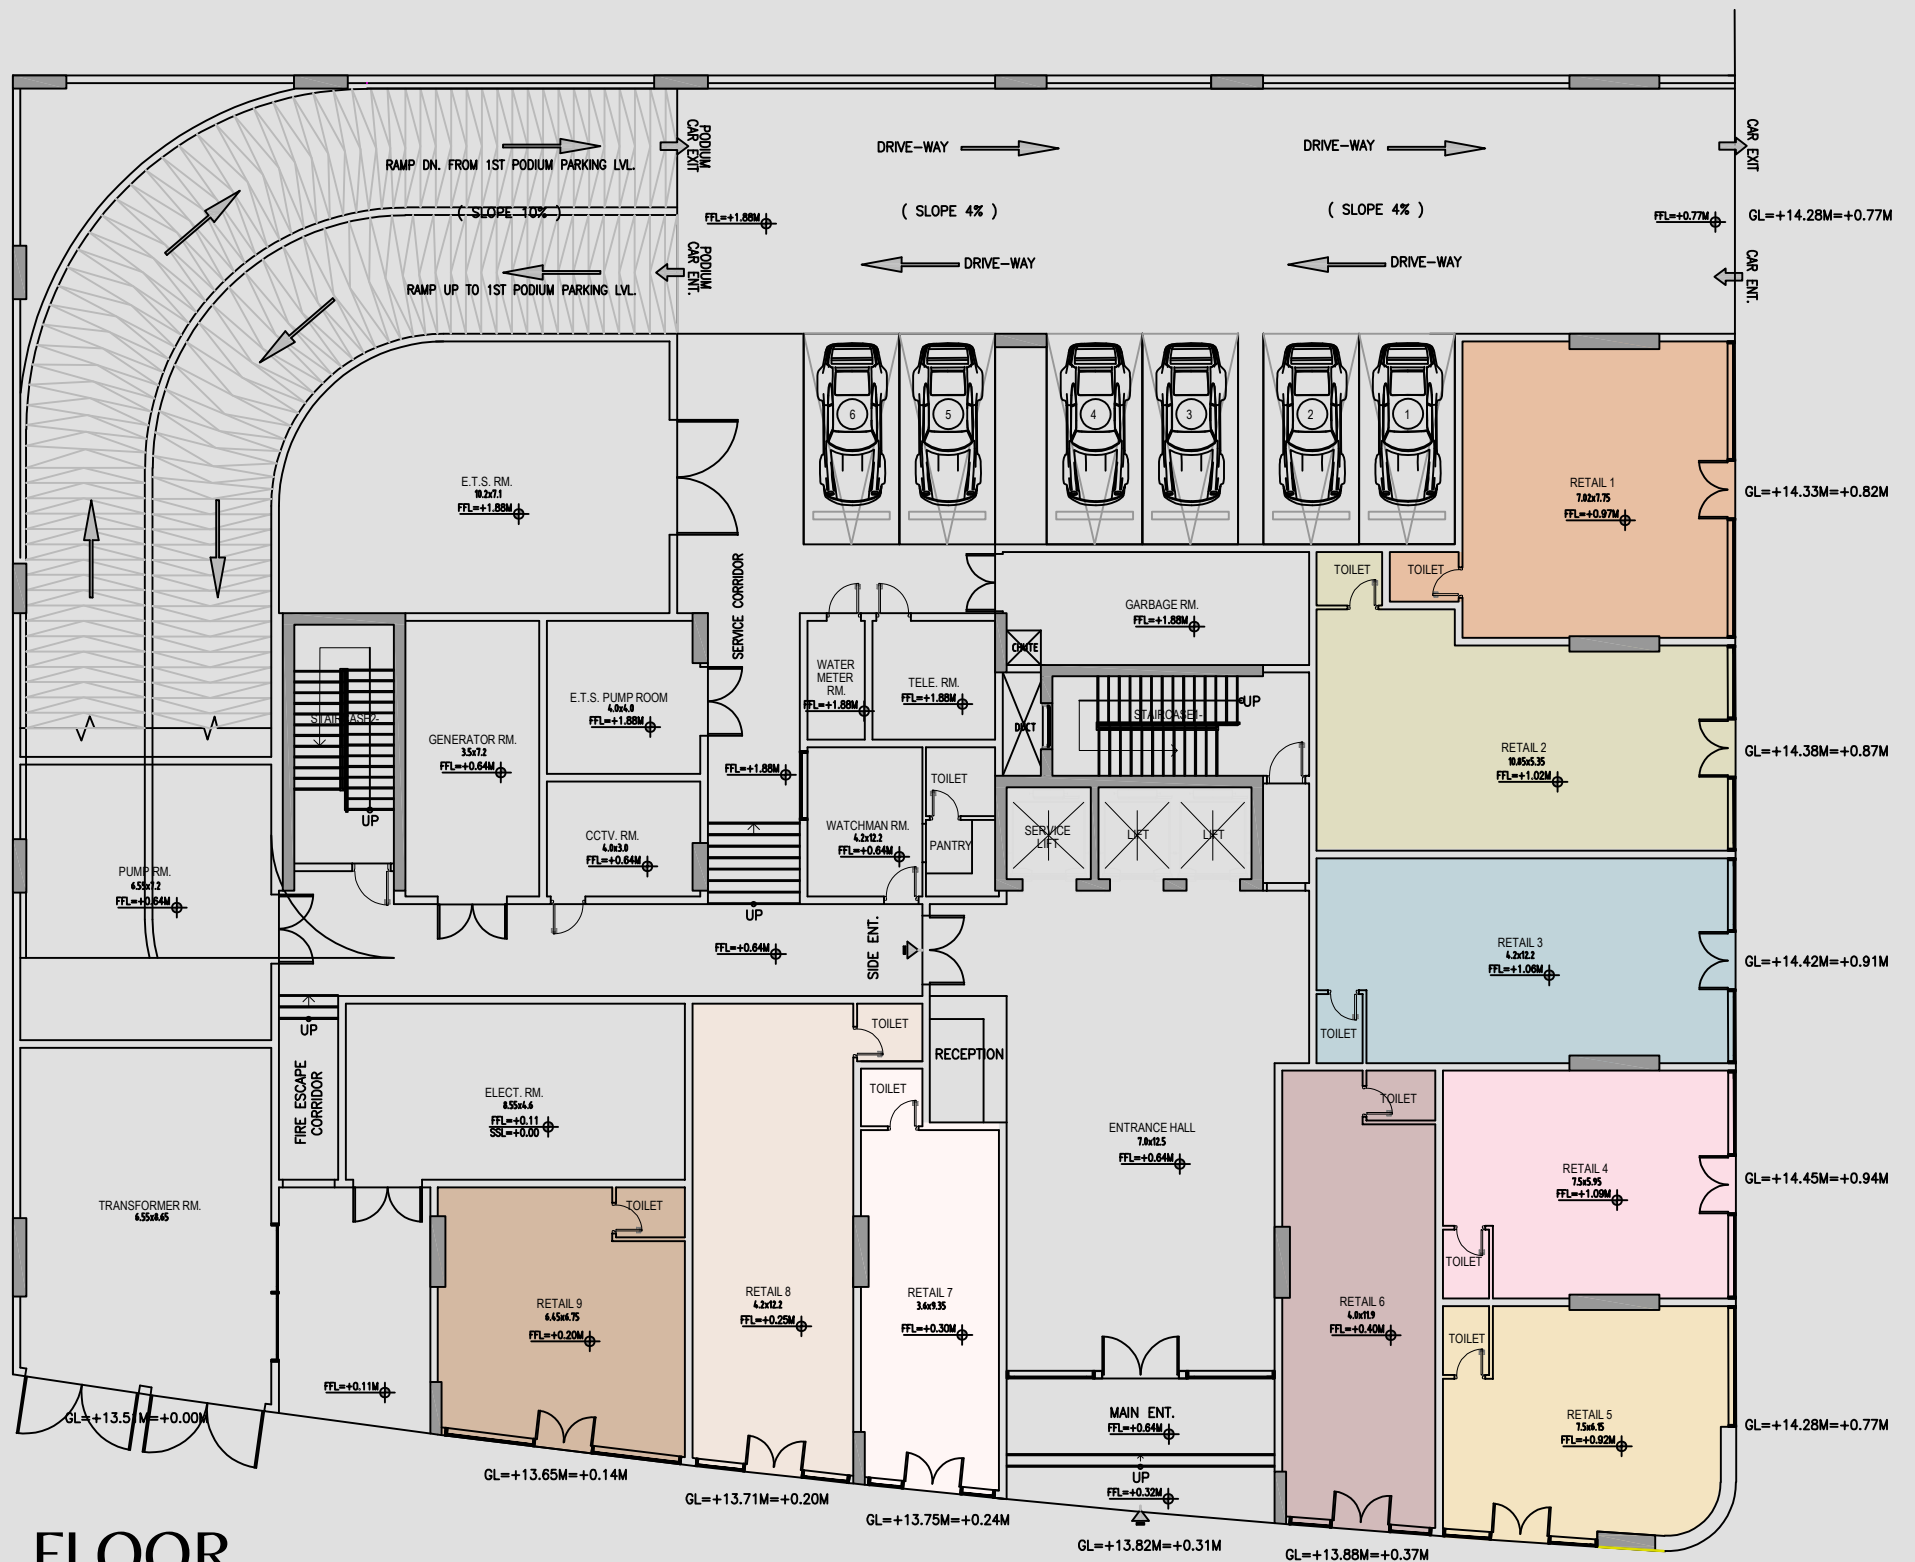 CAR EXIT
PODIUM
CAR EXIT
DRIVE-WAY
DRIVE-WAY
RAMP DN. FROM 1ST PODIUM PARKING LVL.
( SLOPE 10% )
FFL=+1.88M
( SLOPE 4% )
( SLOPE 4% )
FFL=+0.77M
GL=+14.28M=+0.77M
PODIUM
CAR ENT.
DRIVE-WAY
DRIVE-WAY
CAR ENT.
RAMP UP TO 1ST PODIUM PARKING LVL.
6
5
4
3
2
1
E.T.S. RM.
10.2x7.1
FFL=+1.88M
RETAIL 1
7.02x7.75
FFL=+0.97M
GL=+14.33M=+0.82M
SERVICE CORRIDOR
TOILET
TOILET
GARBAGE RM.
FFL=+1.88M
CHUTE
WATER
METER
RM.
FFL=+1.88M
TELE. RM.
FFL=+1.88M
E.T.S. PUMP ROOM
4.0x4.0
FFL=+1.88M
STAIRCASE2-
UP
GENERATOR RM.
3.5x7.2
FFL=+0.64M
DUCT
STAIRCASE1-
UP
RETAIL 2
10.85x5.35
FFL=+1.02M
GL=+14.38M=+0.87M
FFL=+1.88M
TOILET
PANTRY
WATCHMAN RM.
4.2x12.2
FFL=+0.64M
CCTV. RM.
4.0x3.0
FFL=+0.64M
SERVICE
LIFT
LIFT
LIFT
PUMP RM.
6.55x7.2
FFL=+0.64M
UP
SIDE ENT.
FFL=+0.64M
RETAIL 3
4.2x12.2
FFL=+1.06M
GL=+14.42M=+0.91M
TOILET
UP
FIRE ESCAPE
CORRIDOR
TOILET
RECEPTION
TOILET
ELECT. RM.
8.55x4.6
FFL=+0.11
SSL=+0.00
ENTRANCE HALL
7.0x12.5
FFL=+0.64M
TOILET
RETAIL 4
7.5x5.95
FFL=+1.09M
GL=+14.45M=+0.94M
TOILET
TRANSFORMER RM.
6.55x8.65
TOILET
RETAIL 9
6.45x6.75
FFL=+0.20M
RETAIL 8
4.2x12.2
FFL=+0.25M
RETAIL 7
3.6x9.35
FFL=+0.30M
RETAIL 6
4.0x11.9
FFL=+0.40M
TOILET
FFL=+0.11M
MAIN ENT.
FFL=+0.64M
UP
FFL=+0.32M
RETAIL 5
7.5x6.15
FFL=+0.92M
GL=+14.28M=+0.77M
GL=+13.51M=+0.00M
GL=+13.65M=+0.14M
GL=+13.71M=+0.20M
GL=+13.75M=+0.24M
GL=+13.82M=+0.31M
GL=+13.88M=+0.37M
FLOOR